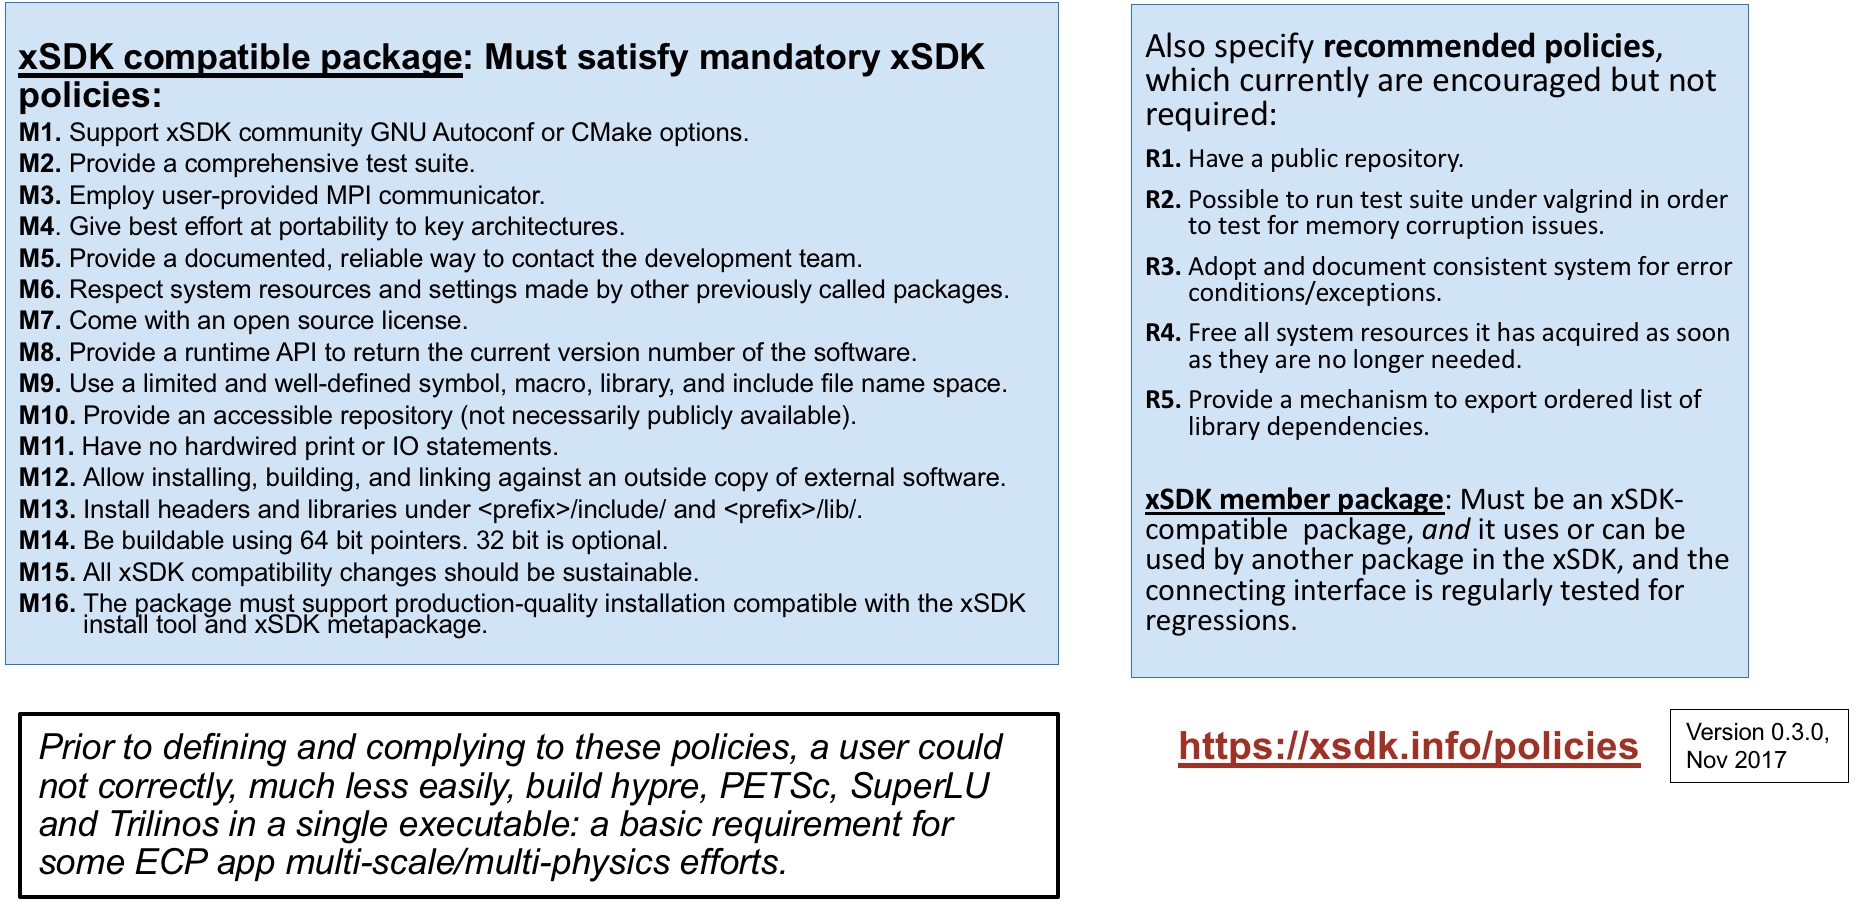 xSDK compatible package: Must satisfy mandatory xSDK
policies:
M1. Support xSDK community GNU Autoconf or CMake options.
M2. Provide a comprehensive test suite.
M3. Employ user-provided MPI communicator.
M4. Give best effort at portability to key architectures.
M5. Provide a documented, reliable way to contact the development team.
M6. Respect system resources and settings made by other previously called packages.
M7. Come with an open source license.
M8. Provide a runtime API to return the current version number of the software.
M9. Use a limited and well-defined symbol, macro, library, and include file name space.
M10. Provide an accessible repository (not necessarily publicly available).
M11. Have no hardwired print or IO statements.
M12. Allow installing, building, and linking against an outside copy of external software.
M13. Install headers and libraries under <prefix>/include/ and <prefix>/lib/.
M14. Be buildable using 64 bit pointers. 32 bit is optional.
M15. All xSDK compatibility changes should be sustainable.
M16. The package must support production-quality installation compatible with the xSDK
install tool and xSDK metapackage.
Also specify recommended policies,
which currently are encouraged but not
required:
R1. Have a public repository.
R2. Possible to run test suite under valgrind in order
to test for memory corruption issues.
R3. Adopt and document consistent system for error
conditions/exceptions.
R4. Free all system resources it has acquired as soon
as they are no longer needed.
R5. Provide a mechanism to export ordered list of
library dependencies.
xSDK member package: Must be an xSDK-
compatible package, and it uses or can be
used by another package in the xSDK, and the
connecting interface is regularly tested for
regressions.
Prior to defining and complying to these policies, a user could
not correctly, much less easily, build hypre, PETSc, SuperLU
and Trilinos in a single executable: a basic requirement for
some ECP app multi-scale/multi-physics efforts.
https://xsdk.info/policies
Version 0.3.0,
Nov 2017